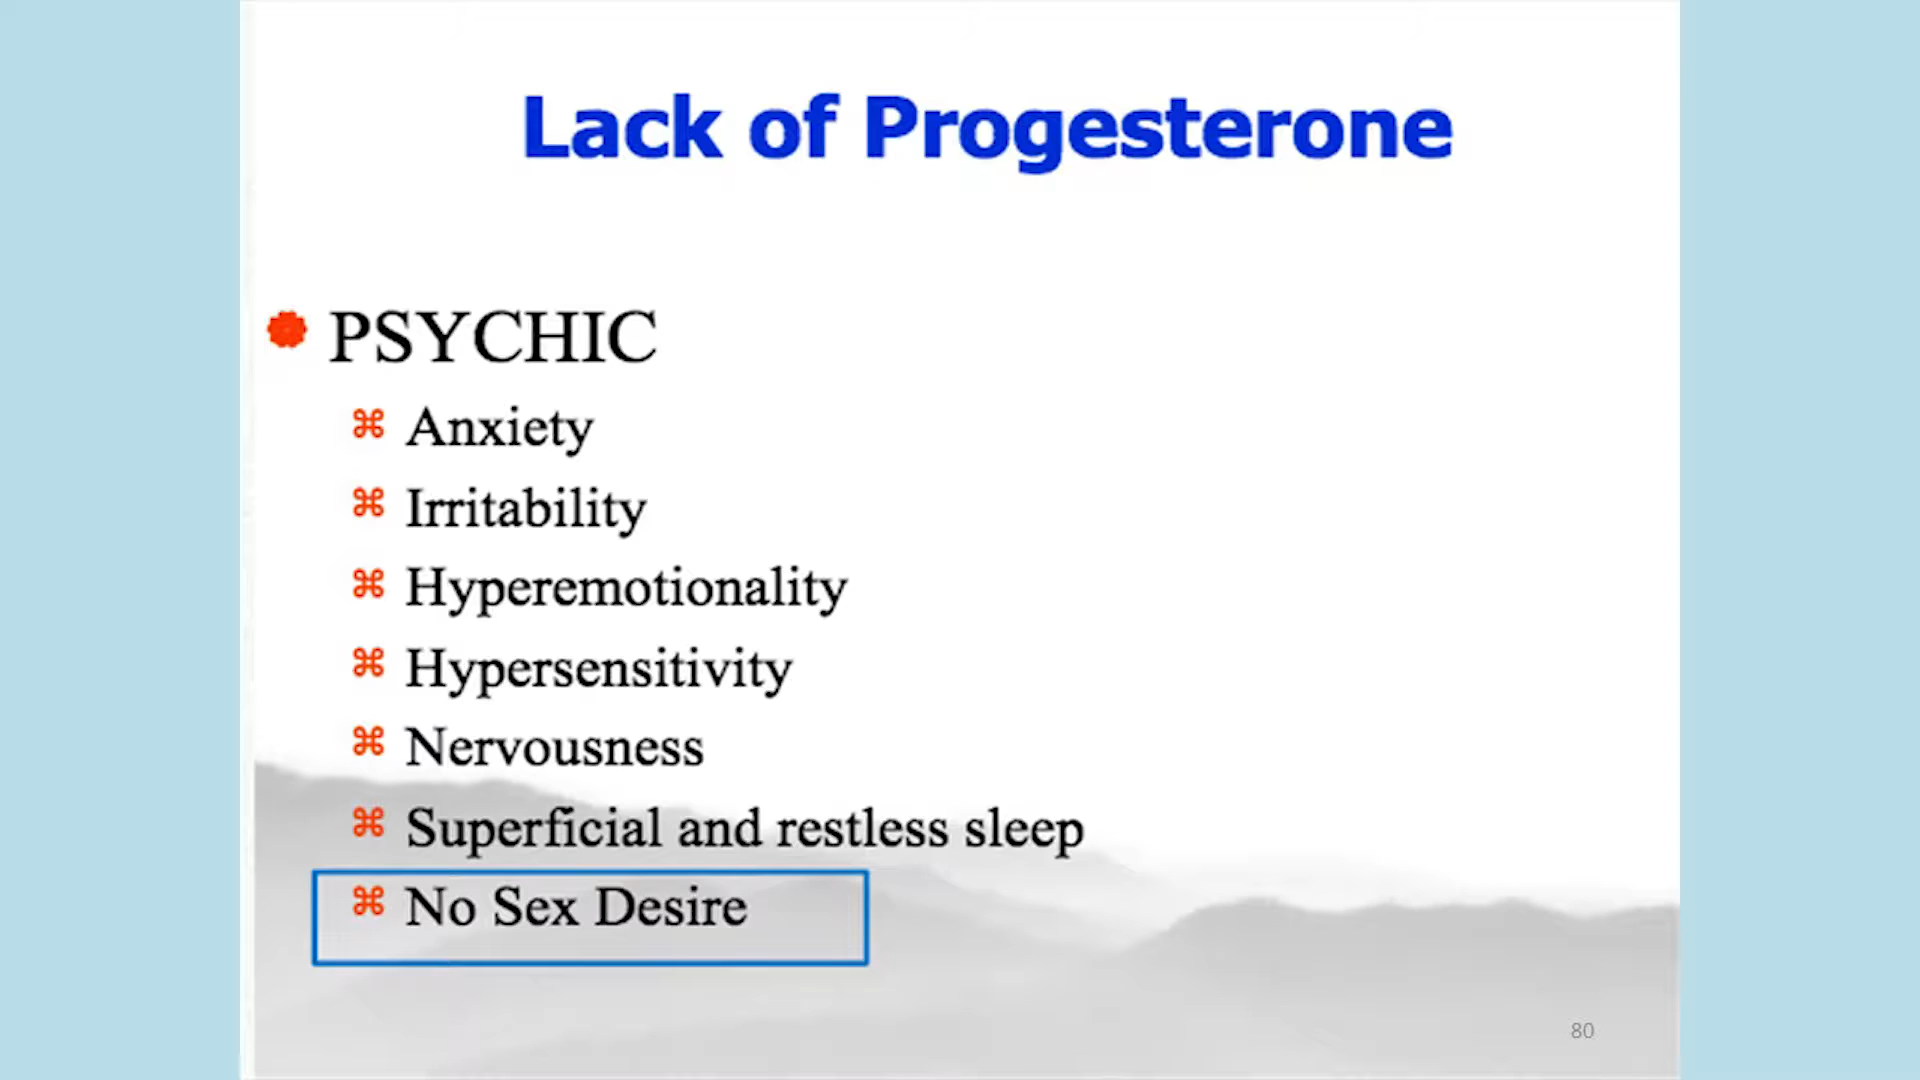 Lack of Progesterone
PSYCHIC
⌘ Anxiety
⌘ Irritability
⌘ Hyperemotionality
⌘ Hypersensitivity
⌘ Nervousness
⌘ Superficial and restless sleep
⌘ No Sex Desire
80